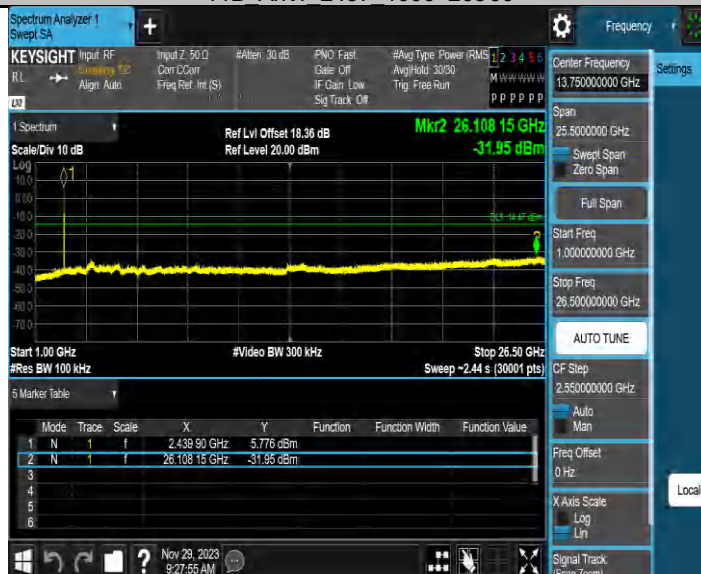 Spectrum Analyzer 1
Swept SA
+
Frequency
KEYSIGHT
Input: RF
Input Z: 50 Ω
#Atten: 30 dB
PNO: Fast
#Avg Type: Power (RMS
1 2 3 4 5 6
RL
Align: Auto
Corr CCorr
Freq Ref: Int (S)
Gate: Off
IF Gain: Low
Sig Track: Off
Avg|Hold: 30/30
Trig: Free Run
M W W W W W
P P P P P P
LXI
1 Spectrum
Scale/Div 10 dB
Ref Lvl Offset 18.36 dB
Ref Level 20.00 dBm
Mkr2 26.108 15 GHz
-31.95 dBm
Log
10.0
0.00
-10.0
-20.0
-30.0
-40.0
-50.0
-60.0
-70.0
1
2
DL1 -14.47 dBm
Start 1.00 GHz
#Res BW 100 kHz
#Video BW 300 kHz
Stop 26.50 GHz
Sweep ~2.44 s (30001 pts)
5 Marker Table
Mode Trace Scale X Y Function Function Width Function Value
1 N 1 f 2.439 90 GHz 5.776 dBm
2 N 1 f 26.108 15 GHz -31.95 dBm
3
4
5
6
Nov 29, 2023
9:27:55 AM
?
Center Frequency
13.750000000 GHz
Settings
Span
25.5000000 GHz
Swept Span
Zero Span
Full Span
Start Freq
1.000000000 GHz
Stop Freq
26.500000000 GHz
AUTO TUNE
CF Step
2.550000000 GHz
Auto
Man
Freq Offset
0 Hz
X Axis Scale
Log
Lin
Local
Signal Track
(Span Zoom)